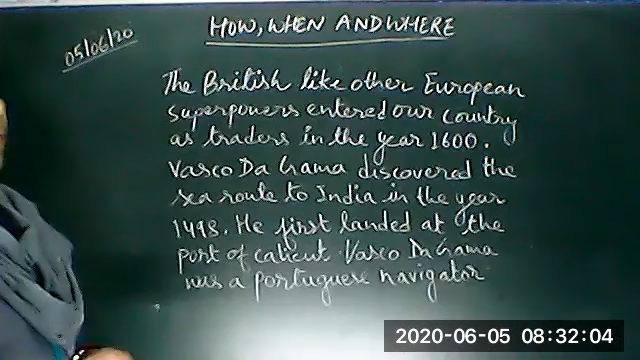 05/06/20
HOW, WHEN AND WHERE
The British like other European
superpowers entered our country
as traders in the year 1600.
Vasco Da Gama discovered the
sea route to India in the year
1498. He first landed at the
port of calicut. Vasco Da Gama
was a portuguese navigator
2020-06-05 08:32:04